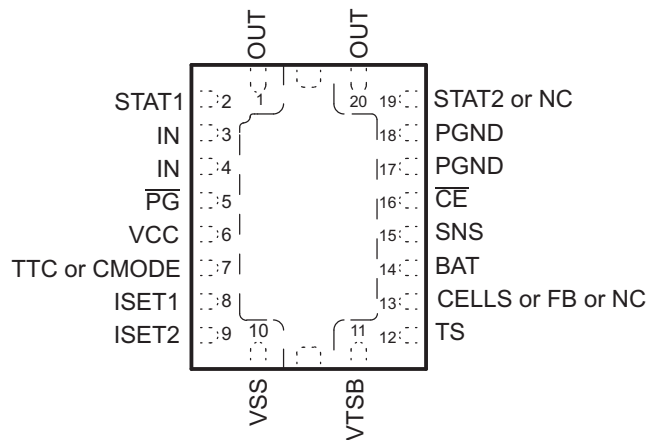 OUT OUT
1 20
STAT1 2 19 STAT2 or NC
IN 3 18 PGND
IN 4 17 PGND
PG 5 16 CE
VCC 6 15 SNS
TTC or CMODE 7 14 BAT
ISET1 8 13 CELLS or FB or NC
ISET2 9 12 TS
10 11
VSS VTSB